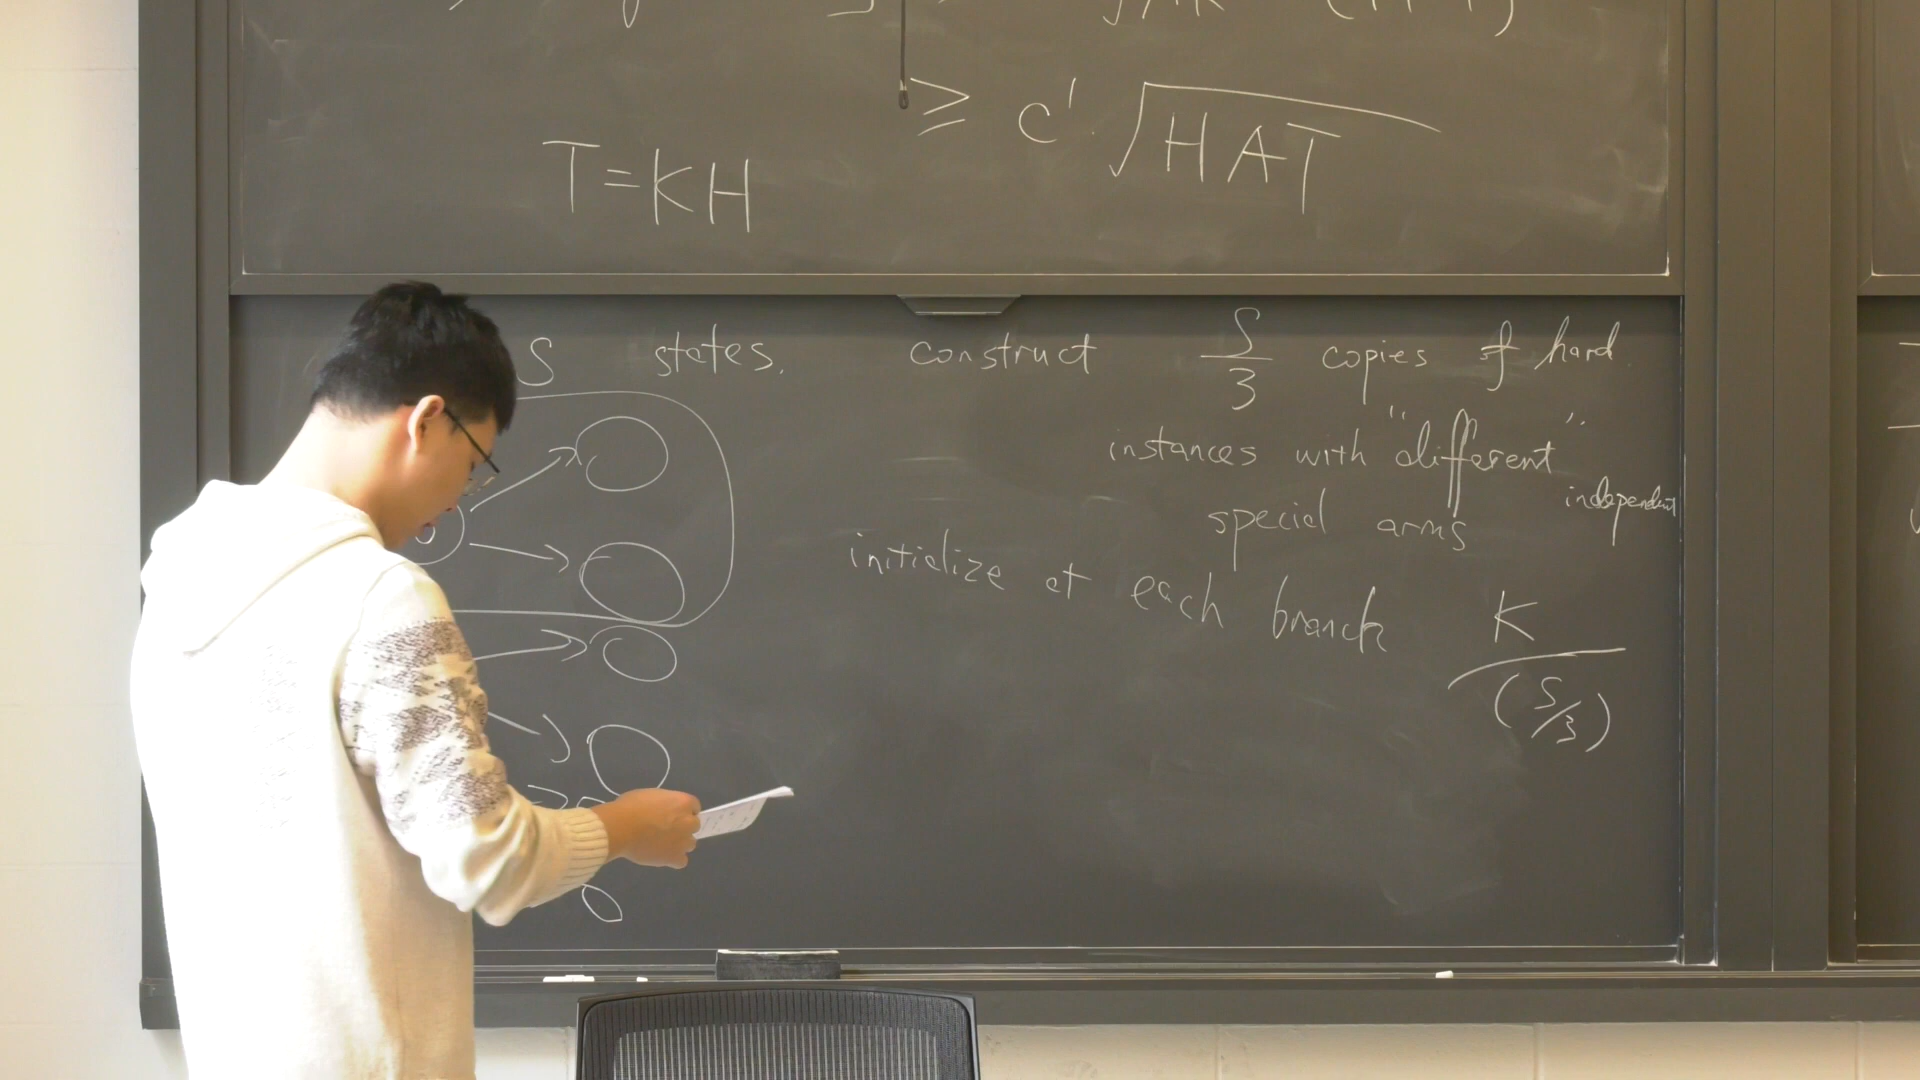 ≥ c' √HAT
T=KH
S states. construct S/3 copies of hard
instances with "different"
independent
special arms
initialize at each branch K/(S/3)